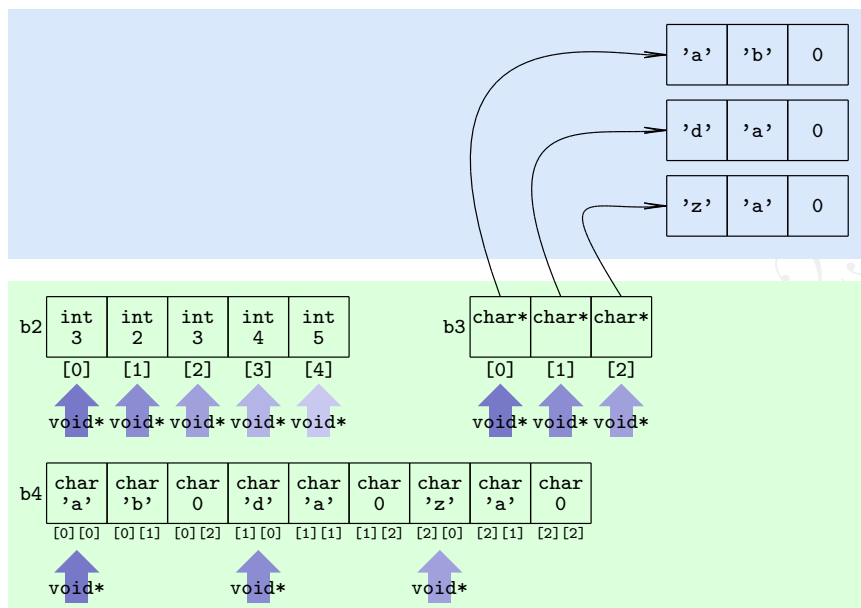 ’a’ ’b’ 0
’d’ ’a’ 0
’z’ ’a’ 0
b2 int int int int int b3 char* char* char*
3 2 3 4 5
[0] [1] [2] [3] [4] [0] [1] [2]
void* void* void* void* void* void* void* void*
b4 char char char char char char char char char
’a’ ’b’ 0 ’d’ ’a’ 0 ’z’ ’a’ 0
[0][0] [0][1] [0][2] [1][0] [1][1] [1][2] [2][0] [2][1] [2][2]
void* void* void*